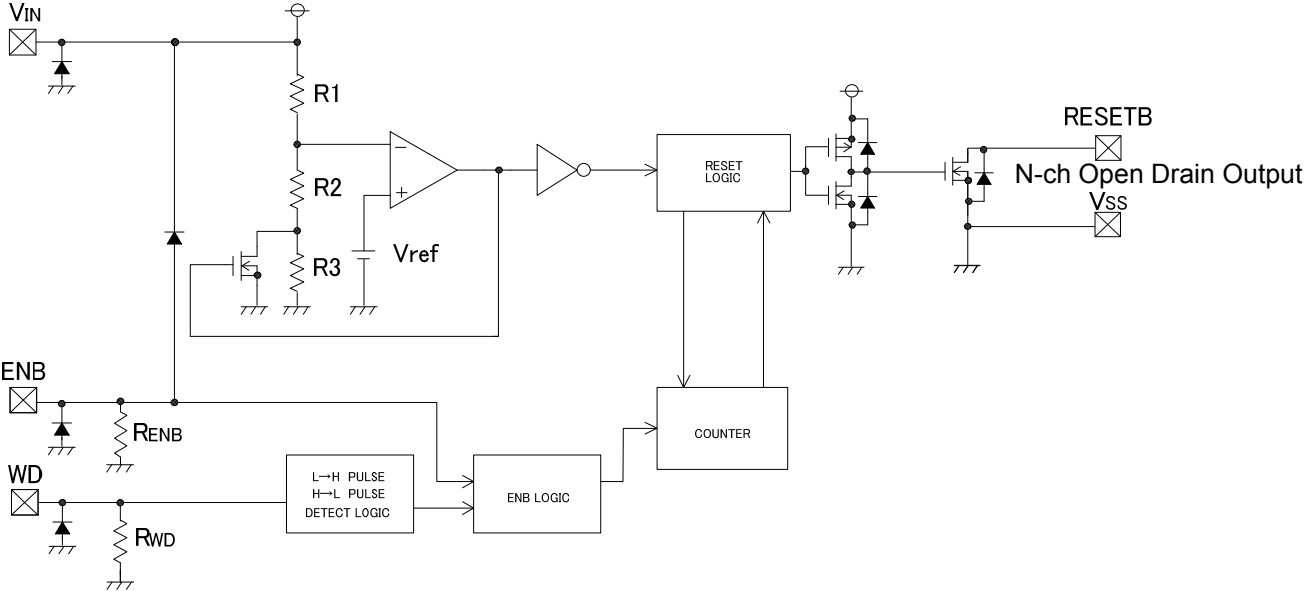 VIN
R1
RESETB
RESET
LOGIC
N-ch Open Drain Output
R2
VSS
Vref
R3
ENB
RENB
COUNTER
WD
L→H PULSE
H→L PULSE
DETECT LOGIC
ENB LOGIC
RWD